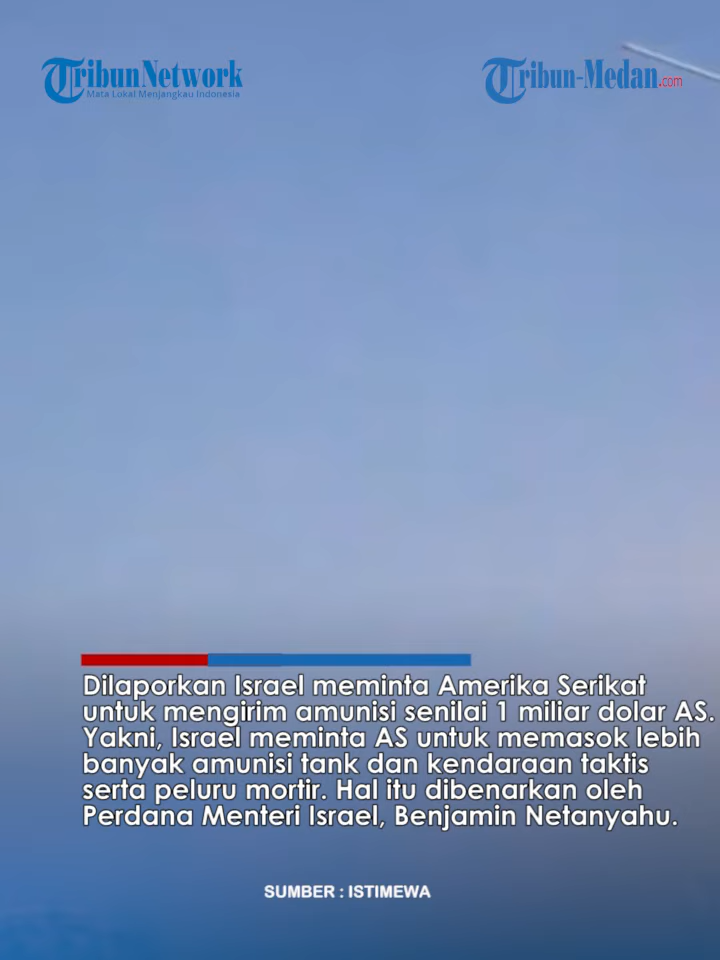 Tribun Network
Mata Lokal Menjangkau Indonesia
Tribun-Medan.com
Dilaporkan Israel meminta Amerika Serikat
untuk mengirim amunisi senilai 1 miliar dolar AS.
Yakni, Israel meminta AS untuk memasok lebih
banyak amunisi tank dan kendaraan taktis
serta peluru mortir. Hal itu dibenarkan oleh
Perdana Menteri Israel, Benjamin Netanyahu.
SUMBER : ISTIMEWA